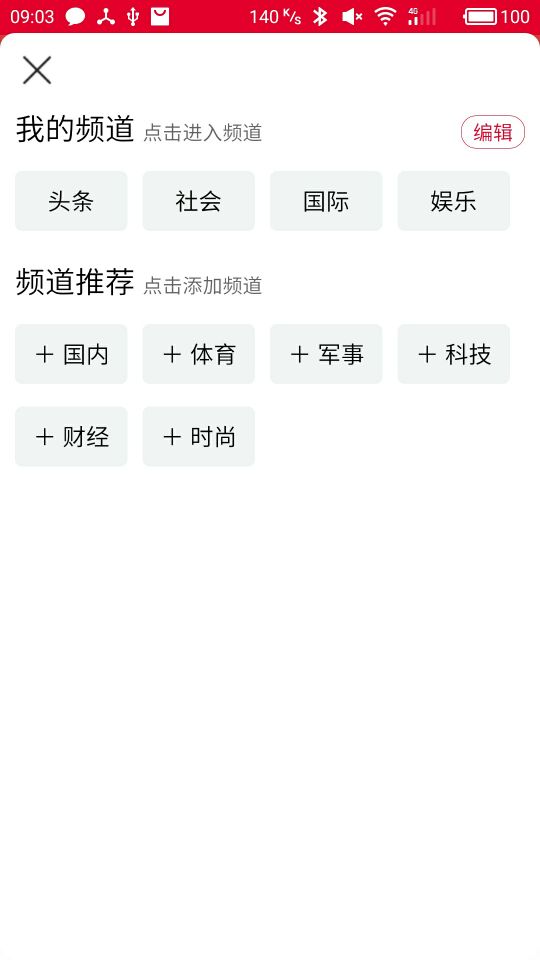 09:03 140 K/s 4G 100
我的频道 点击进入频道 编辑
头条 社会 国际 娱乐
频道推荐 点击添加频道
+ 国内 + 体育 + 军事 + 科技
+ 财经 + 时尚